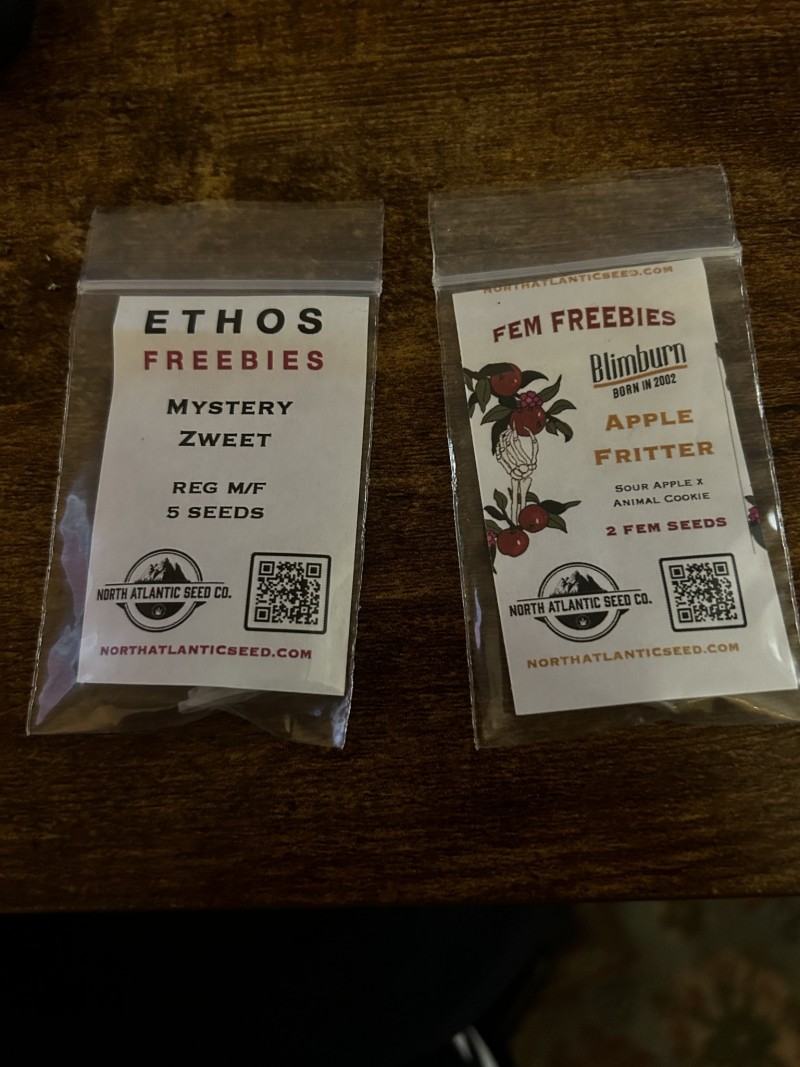 ETHOS
FREEBIES
MYSTERY
ZWEET
REG M/F
5 SEEDS
NORTH ATLANTIC SEED CO.
NORTHATLANTICSEED.COM
NORTHATLANTICSEED.COM
FEM FREEBIES
Blimburn
BORN IN 2002
APPLE
FRITTER
SOUR APPLE X
ANIMAL COOKIE
2 FEM SEEDS
NORTH ATLANTIC SEED CO.
NORTHATLANTICSEED.COM